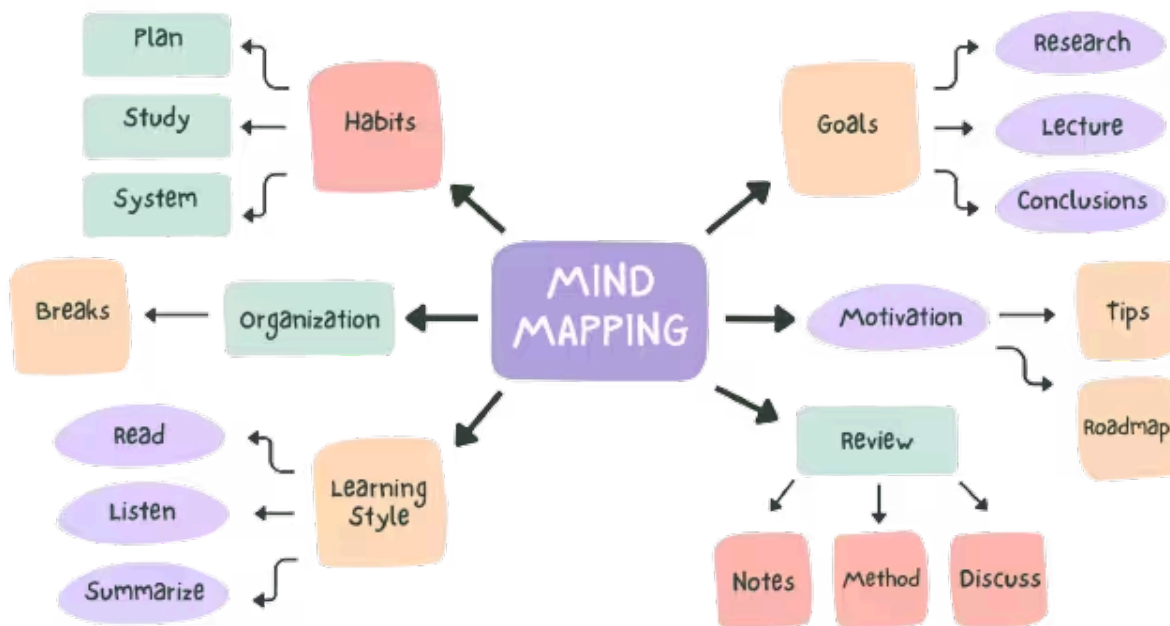 Plan
Study
System
Habits
Goals
Research
Lecture
Conclusions
Breaks
Organization
MIND
MAPPING
Motivation
Tips
Roadmap
Read
Listen
Summarize
Learning
Style
Review
Notes
Method
Discuss